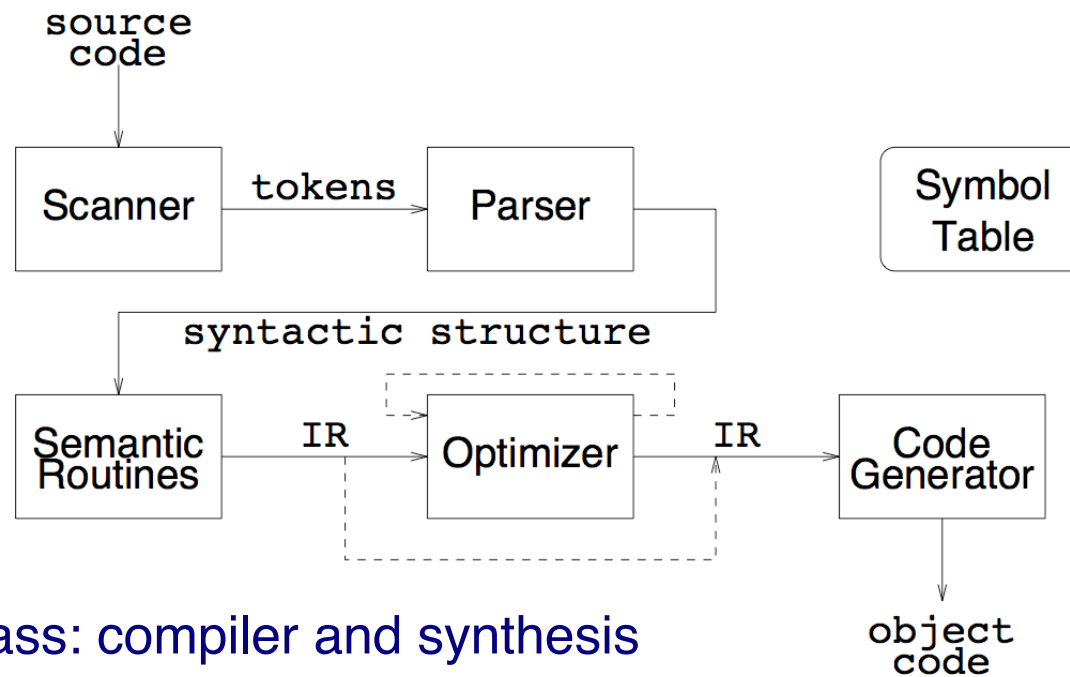 source
code
Scanner
tokens
Parser
Symbol
Table
syntactic structure
Semantic
Routines
IR
Optimizer
IR
Code
Generator
object
code
compiler and synthesis